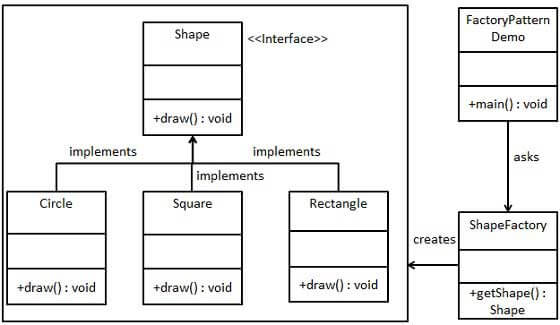 Shape
<<Interface>>
+draw() : void
FactoryPattern
Demo
+main() : void
implements
implements
implements
asks
Circle
+draw() : void
Square
+draw() : void
Rectangle
+draw() : void
creates
ShapeFactory
+getShape() :
Shape